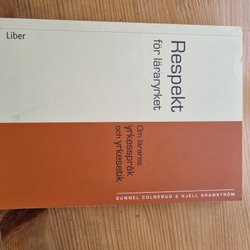 Liber
Respekt
för läraryrket
Om lärares
yrkesspråk
och yrkesetik
GUNNEL COLNERUD & KJELL GRANSTRÖM